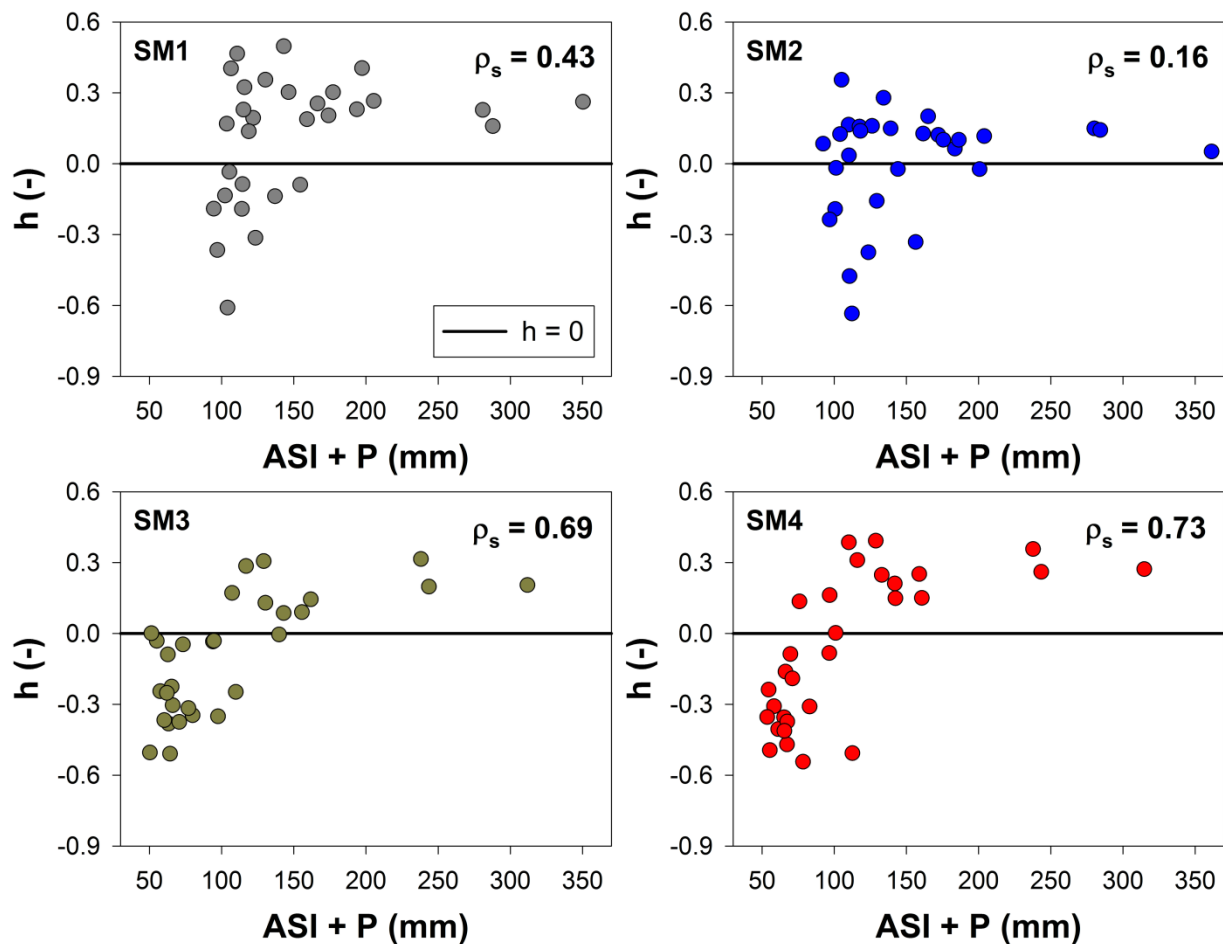 0.6
0.3
0.0
-0.3
-0.6
-0.9
h (-)
SM1
ρs = 0.43
h = 0
50 100 150 200 250 300 350
ASI + P (mm)
0.6
0.3
0.0
-0.3
-0.6
-0.9
h (-)
SM2
ρs = 0.16
50 100 150 200 250 300 350
ASI + P (mm)
0.6
0.3
0.0
-0.3
-0.6
-0.9
h (-)
SM3
ρs = 0.69
50 100 150 200 250 300 350
ASI + P (mm)
0.6
0.3
0.0
-0.3
-0.6
-0.9
h (-)
SM4
ρs = 0.73
50 100 150 200 250 300 350
ASI + P (mm)